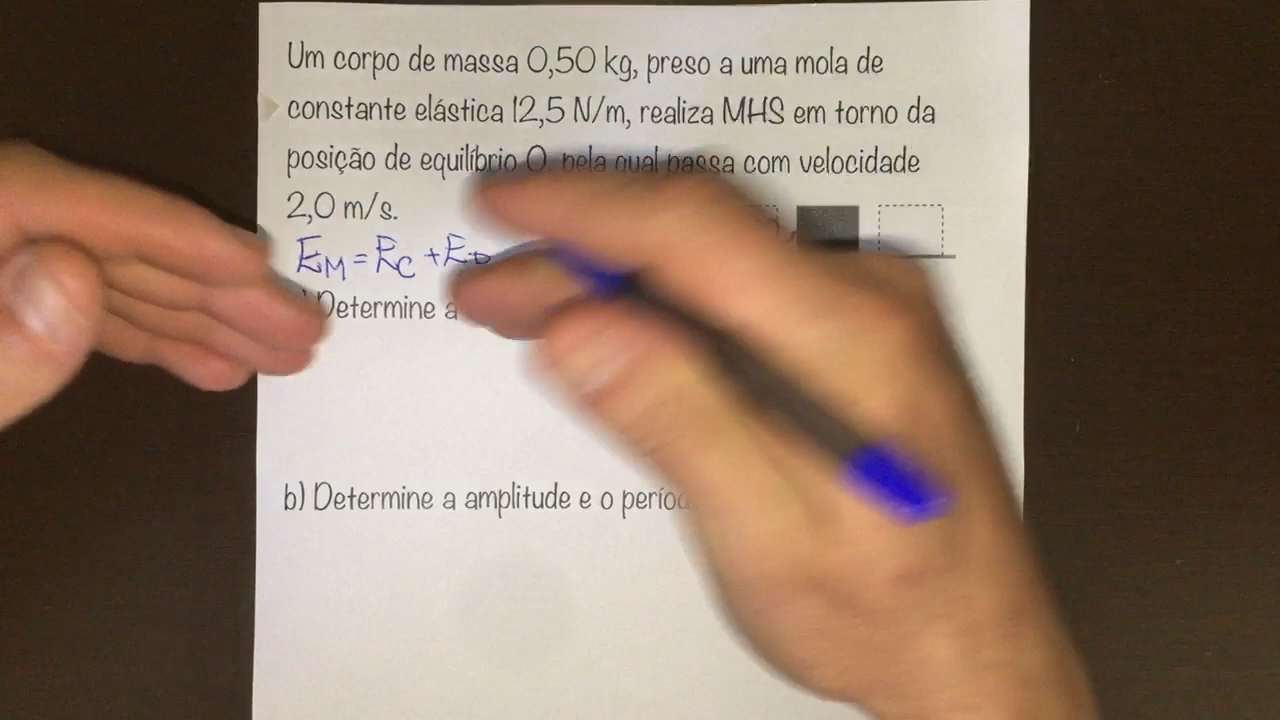 Um corpo de massa 0,50 kg, preso a uma mola de
constante elástica 12,5 N/m, realiza MHS em torno da
posição de equilíbrio O, pela qual passa com velocidade
2,0 m/s.
EM = EC + EP
Determine a
b) Determine a amplitude e o